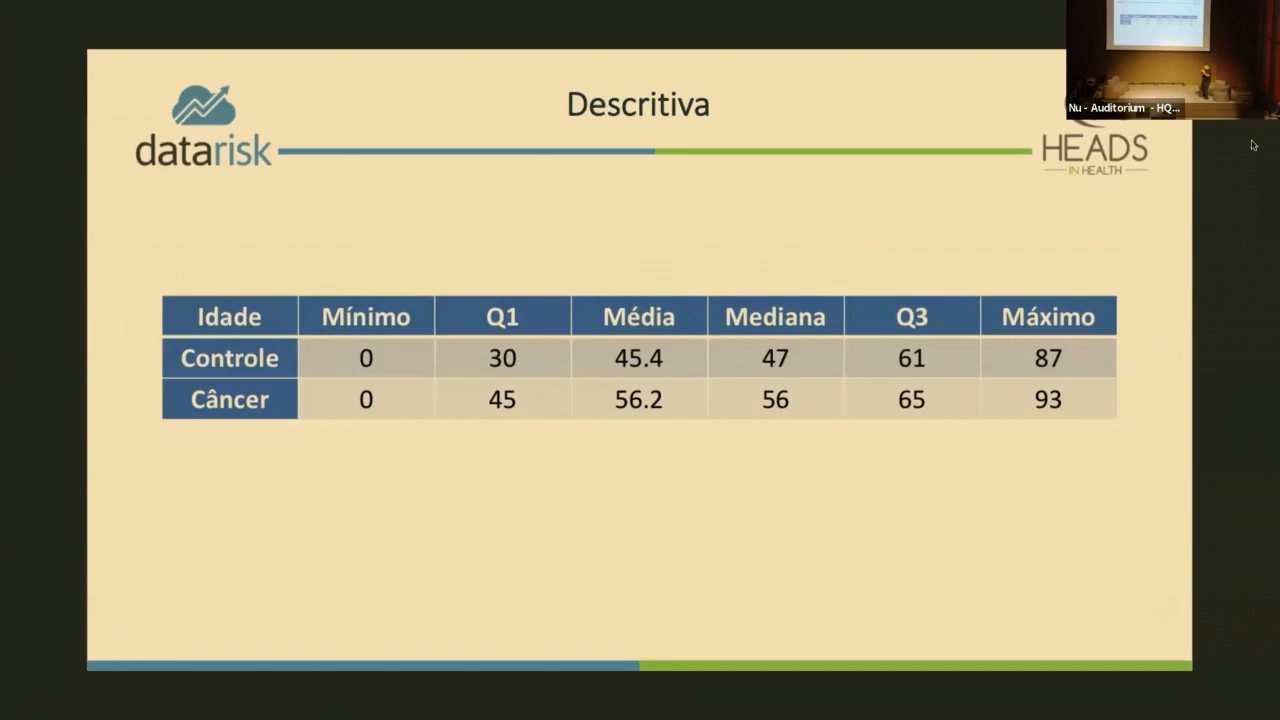 Nu - Auditorium - HQ...
Descritiva
datarisk
HEADS
IN HEALTH
Idade Mínimo Q1 Média Mediana Q3 Máximo
Controle 0 30 45.4 47 61 87
Câncer 0 45 56.2 56 65 93